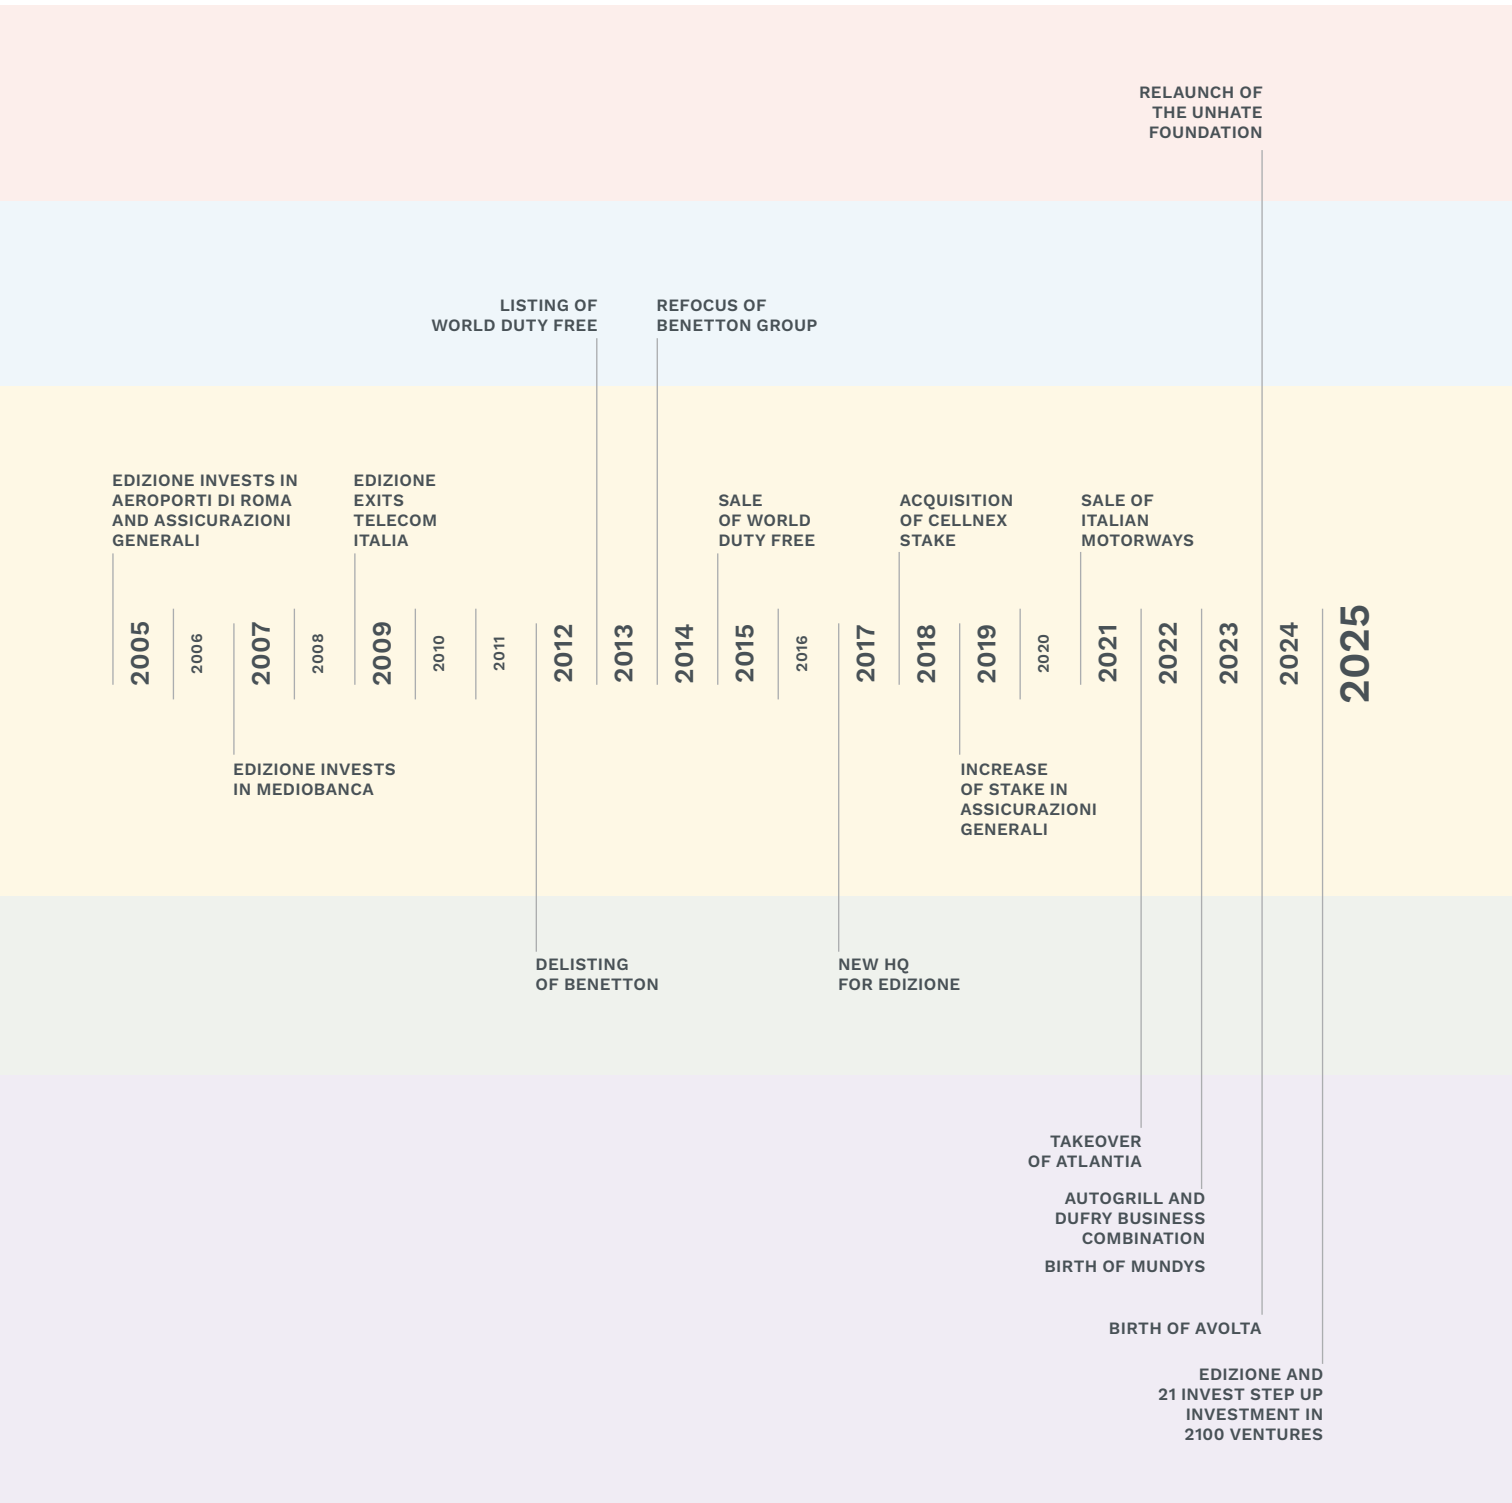 RELAUNCH OF
THE UNHATE
FOUNDATION
LISTING OF
WORLD DUTY FREE
REFOCUS OF
BENETTON GROUP
EDIZIONE INVESTS IN
AEROPORTI DI ROMA
AND ASSICURAZIONI
GENERALI
EDIZIONE
EXITS
TELECOM
ITALIA
SALE
OF WORLD
DUTY FREE
ACQUISITION
OF CELLNEX
STAKE
SALE OF
ITALIAN
MOTORWAYS
2005
2006
2007
2008
2009
2010
2011
2012
2013
2014
2015
2016
2017
2018
2019
2020
2021
2022
2023
2024
2025
EDIZIONE INVESTS
IN MEDIOBANCA
INCREASE
OF STAKE IN
ASSICURAZIONI
GENERALI
DELISTING
OF BENETTON
NEW HQ
FOR EDIZIONE
TAKEOVER
OF ATLANTIA
AUTOGRILL AND
DUFRY BUSINESS
COMBINATION
BIRTH OF MUNDYS
BIRTH OF AVOLTA
EDIZIONE AND
21 INVEST STEP UP
INVESTMENT IN
2100 VENTURES